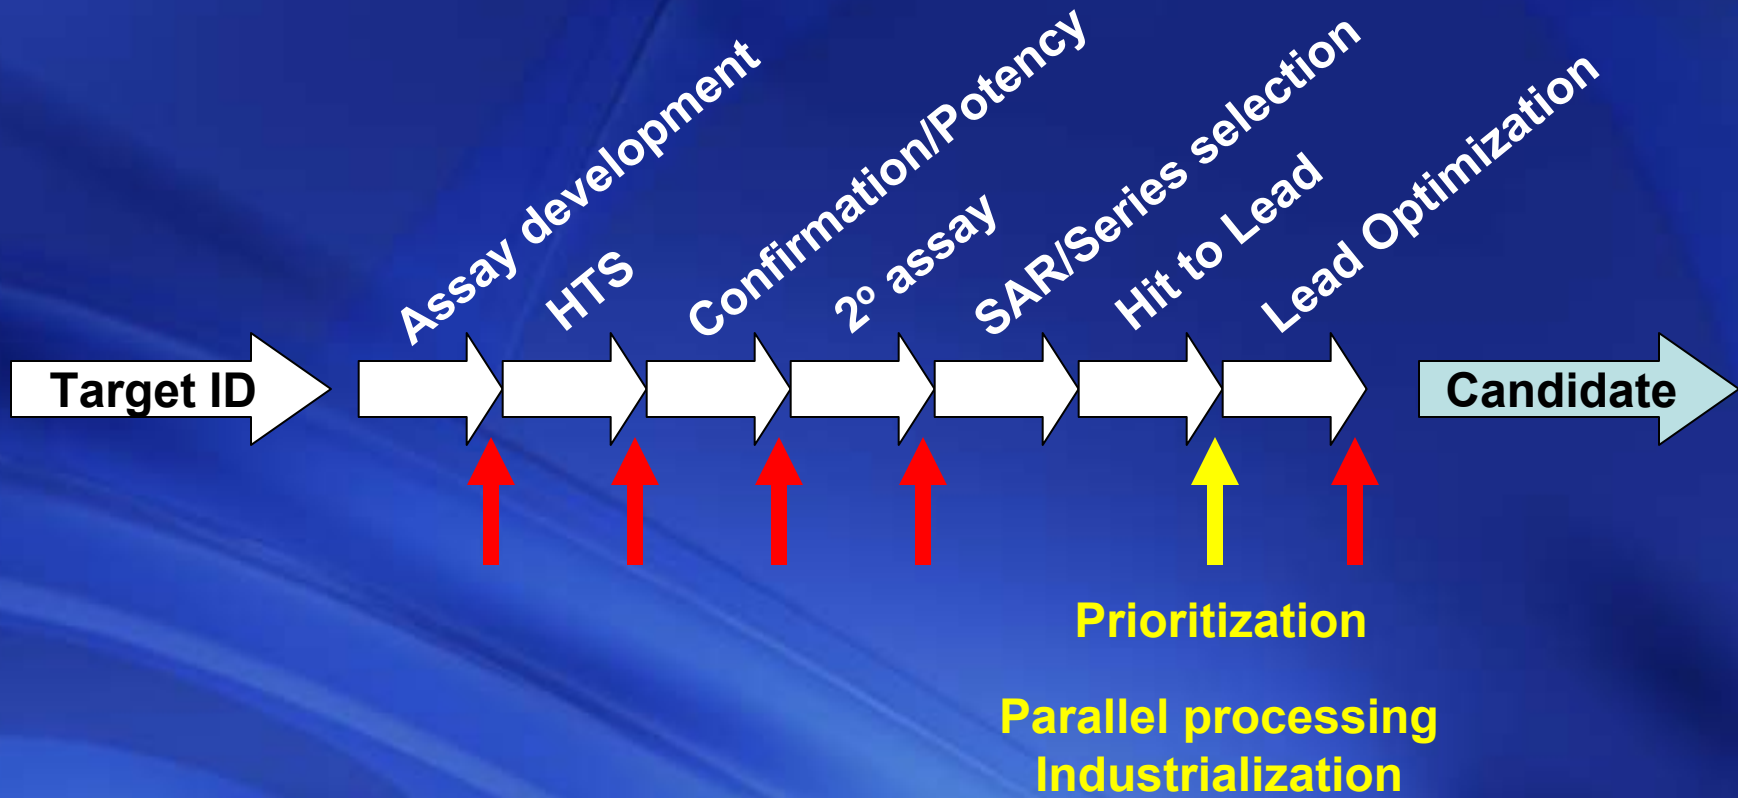 Assay development
HTS
Confirmation/Potency
2º assay
SAR/Series selection
Hit to Lead
Lead Optimization
Target ID
Candidate
Prioritization
Parallel processing
Industrialization